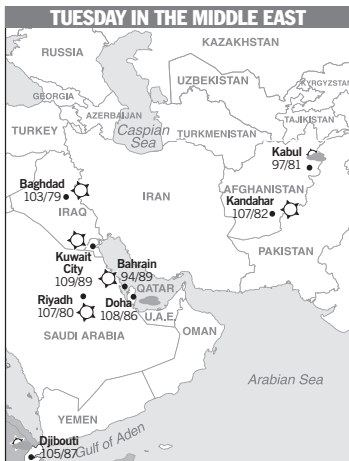 TUESDAY IN THE MIDDLE EAST
KAZAKHSTAN
RUSSIA
UZBEKISTAN
KYRGYZSTAN
GEORGIA
AZERBAIJAN
TAJIKISTAN
TURKEY
Caspian
Sea
TURKMENISTAN
Kabul
97/81
Baghdad
103/79
IRAQ
IRAN
AFGHANISTAN
Kandahar
107/82
PAKISTAN
Kuwait
City
109/89
Bahrain
94/89
QATAR
Riyadh
107/80
Doha
108/86
U.A.E.
SAUDI ARABIA
OMAN
Arabian Sea
YEMEN
Djibouti
105/87
Gulf of Aden